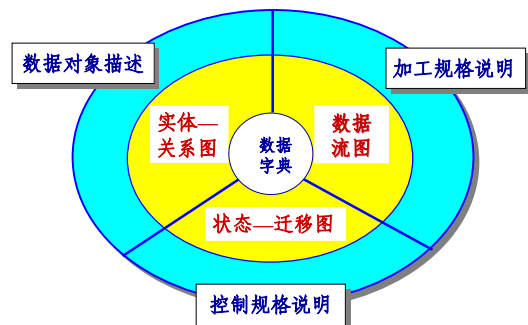 数据对象描述
加工规格说明
实体—
关系图
数据
流图
数据
字典
状态—迁移图
控制规格说明